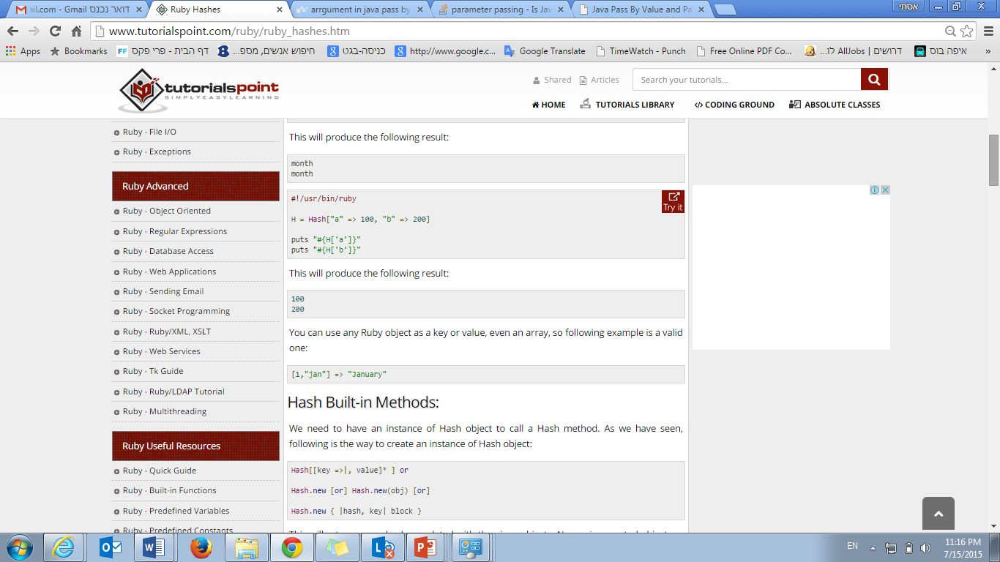 דואר נכנס - ail.com - Gmail
Ruby Hashes
arrgument in java pass by
parameter passing - Is Jav
Java Pass By Value and Pa
אסתי
www.tutorialspoint.com/ruby/ruby_hashes.htm
Apps
Bookmarks
FF
דף הבית - פרי פקס
חיפוש אנשים, מספ...
כניסה-בגט
http://www.google.c...
Google Translate
TimeWatch - Punch
Free Online PDF Co...
דרושים | AllJobs לו...
איפה בוס
»
tutorialspoint
SIMPLYEASYLEARNING
Shared
Articles
Search your tutorials...
HOME
TUTORIALS LIBRARY
</> CODING GROUND
ABSOLUTE CLASSES
Ruby - File I/O
Ruby - Exceptions
Ruby Advanced
Ruby - Object Oriented
Ruby - Regular Expressions
Ruby - Database Access
Ruby - Web Applications
Ruby - Sending Email
Ruby - Socket Programming
Ruby - Ruby/XML, XSLT
Ruby - Web Services
Ruby - Tk Guide
Ruby - Ruby/LDAP Tutorial
Ruby - Multithreading
Ruby Useful Resources
Ruby - Quick Guide
Ruby - Built-in Functions
Ruby - Predefined Variables
Ruby - Predefined Constants
This will produce the following result:
month
month
#!/usr/bin/ruby
Try it
H = Hash["a" => 100, "b" => 200]
puts "#{H['a']}"
puts "#{H['b']}"
This will produce the following result:
100
200
You can use any Ruby object as a key or value, even an array, so following example is a valid
one:
[1,"jan"] => "January"
Hash Built-in Methods:
We need to have an instance of Hash object to call a Hash method. As we have seen,
following is the way to create an instance of Hash object:
Hash[[key =>|, value]* ] or
Hash.new [or] Hash.new(obj) [or]
Hash.new { |hash, key| block }
EN
11:16 PM
7/15/2015